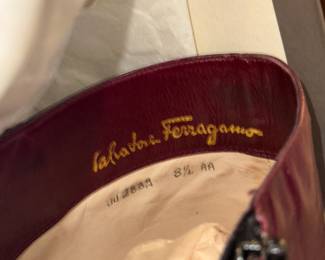 Salvatore Ferragamo
8½ AA